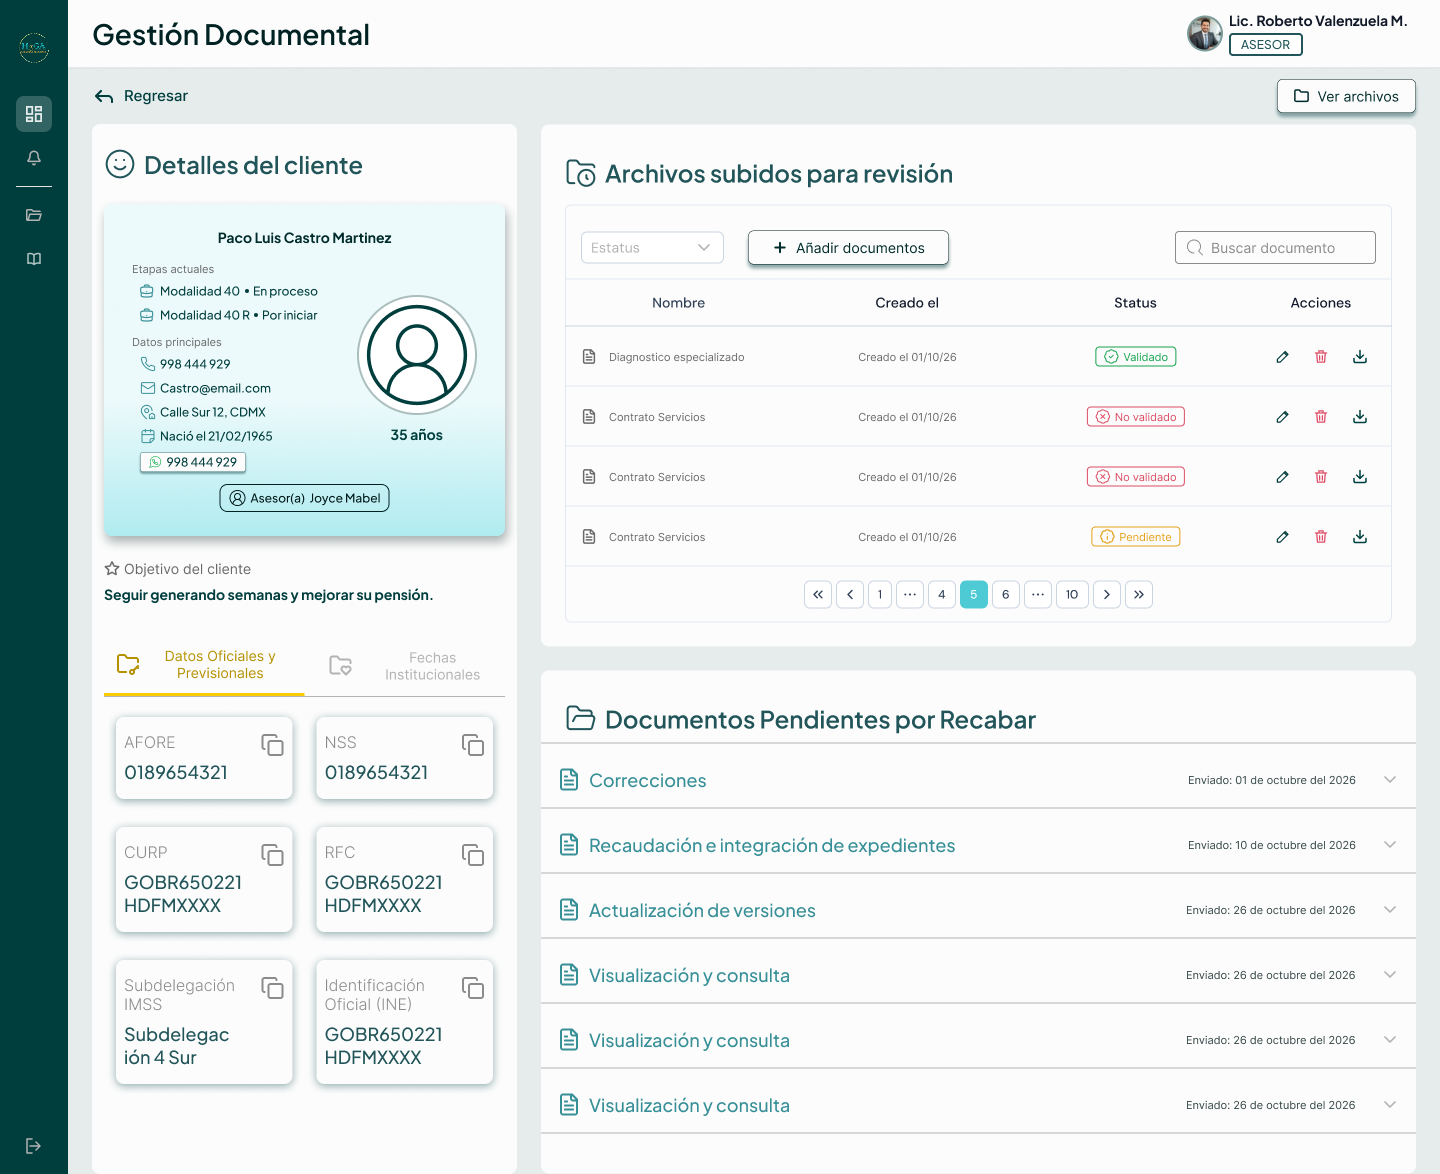 Gestión Documental
Lic. Roberto Valenzuela M.
ASESOR
Regresar
Ver archivos
Detalles del cliente
Paco Luis Castro Martinez
Etapas actuales
Modalidad 40 • En proceso
Modalidad 40 R • Por iniciar
Datos principales
998 444 929
Castro@email.com
Calle Sur 12, CDMX
Nació el 21/02/1965
998 444 929
35 años
Asesor(a) Joyce Mabel
Objetivo del cliente
Seguir generando semanas y mejorar su pensión.
Datos Oficiales y
Previsionales
Fechas
Institucionales
AFORE
0189654321
NSS
0189654321
CURP
GOBR650221
HDFMXXXX
RFC
GOBR650221
HDFMXXXX
Subdelegación
IMSS
Subdelegac
ión 4 Sur
Identificación
Oficial (INE)
GOBR650221
HDFMXXXX
Archivos subidos para revisión
Estatus
Añadir documentos
Buscar documento
Nombre Creado el Status Acciones
Diagnostico especializado Creado el 01/10/26 Validado
Contrato Servicios Creado el 01/10/26 No validado
Contrato Servicios Creado el 01/10/26 No validado
Contrato Servicios Creado el 01/10/26 Pendiente
« < 1 ... 4 5 6 ... 10 > »
Documentos Pendientes por Recabar
Correcciones Enviado: 01 de octubre del 2026
Recaudación e integración de expedientes Enviado: 10 de octubre del 2026
Actualización de versiones Enviado: 26 de octubre del 2026
Visualización y consulta Enviado: 26 de octubre del 2026
Visualización y consulta Enviado: 26 de octubre del 2026
Visualización y consulta Enviado: 26 de octubre del 2026